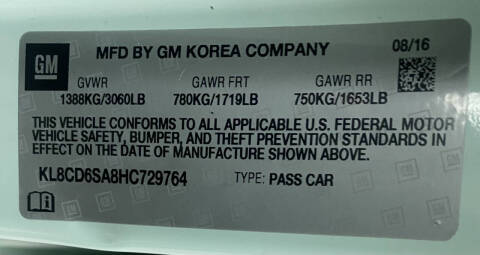 GM
MFD BY GM KOREA COMPANY 08/16
GVWR GAWR FRT GAWR RR
1388KG/3060LB 780KG/1719LB 750KG/1653LB
THIS VEHICLE CONFORMS TO ALL APPLICABLE U.S. FEDERAL MOTOR
VEHICLE SAFETY, BUMPER, AND THEFT PREVENTION STANDARDS IN
EFFECT ON THE DATE OF MANUFACTURE SHOWN ABOVE.
KL8CD6SA8HC729764 TYPE: PASS CAR